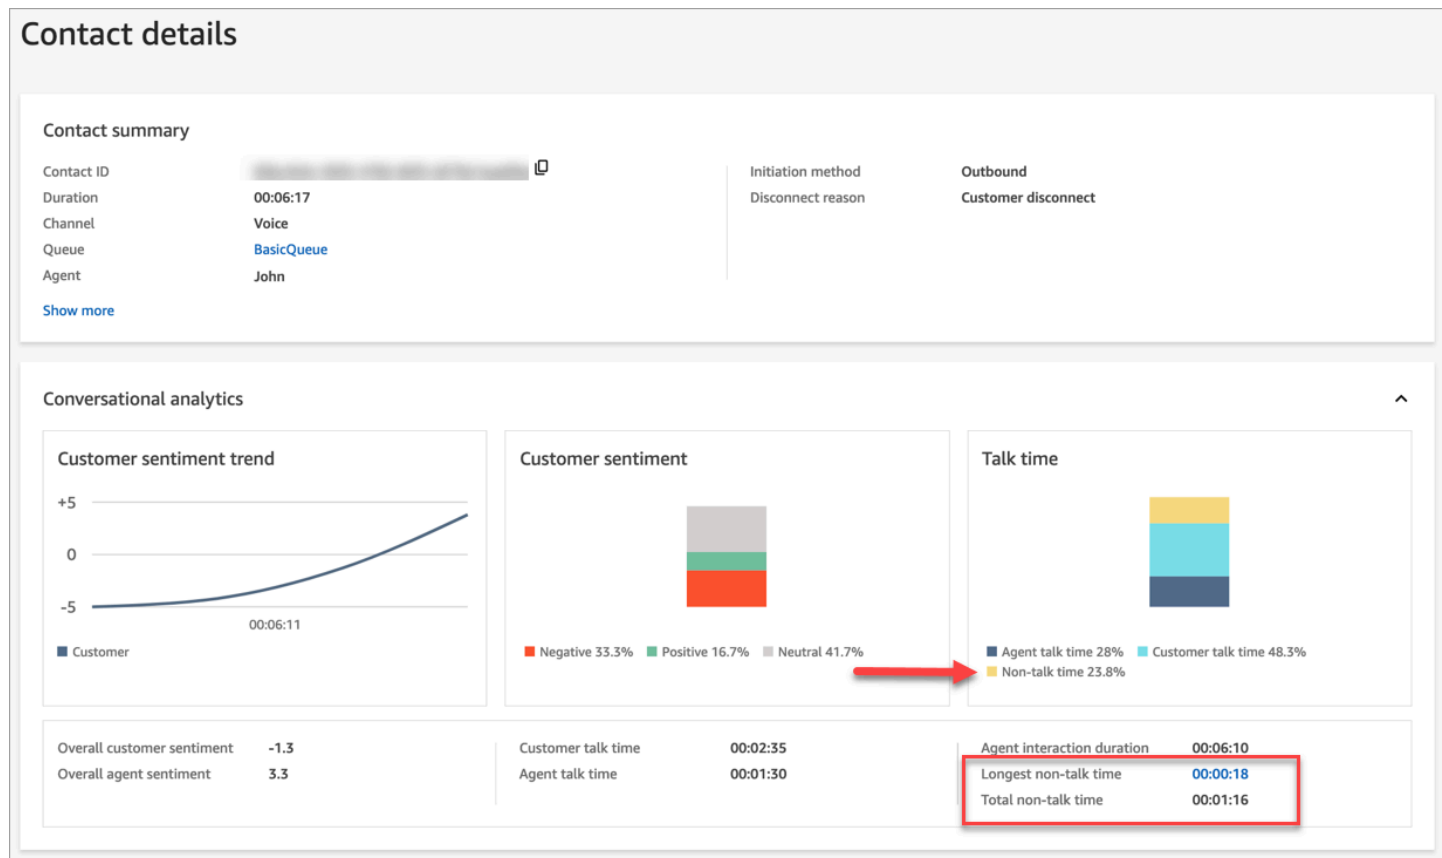 Contact details
Contact summary
Contact ID
Duration 00:06:17
Channel Voice
Queue BasicQueue
Agent John
Show more
Initiation method Outbound
Disconnect reason Customer disconnect
Conversational analytics
Customer sentiment trend
+5
0
-5
00:06:11
Customer
Customer sentiment
Negative 33.3% Positive 16.7% Neutral 41.7%
Talk time
Agent talk time 28% Customer talk time 48.3%
Non-talk time 23.8%
Overall customer sentiment -1.3
Overall agent sentiment 3.3
Customer talk time 00:02:35
Agent talk time 00:01:30
Agent interaction duration 00:06:10
Longest non-talk time 00:00:18
Total non-talk time 00:01:16